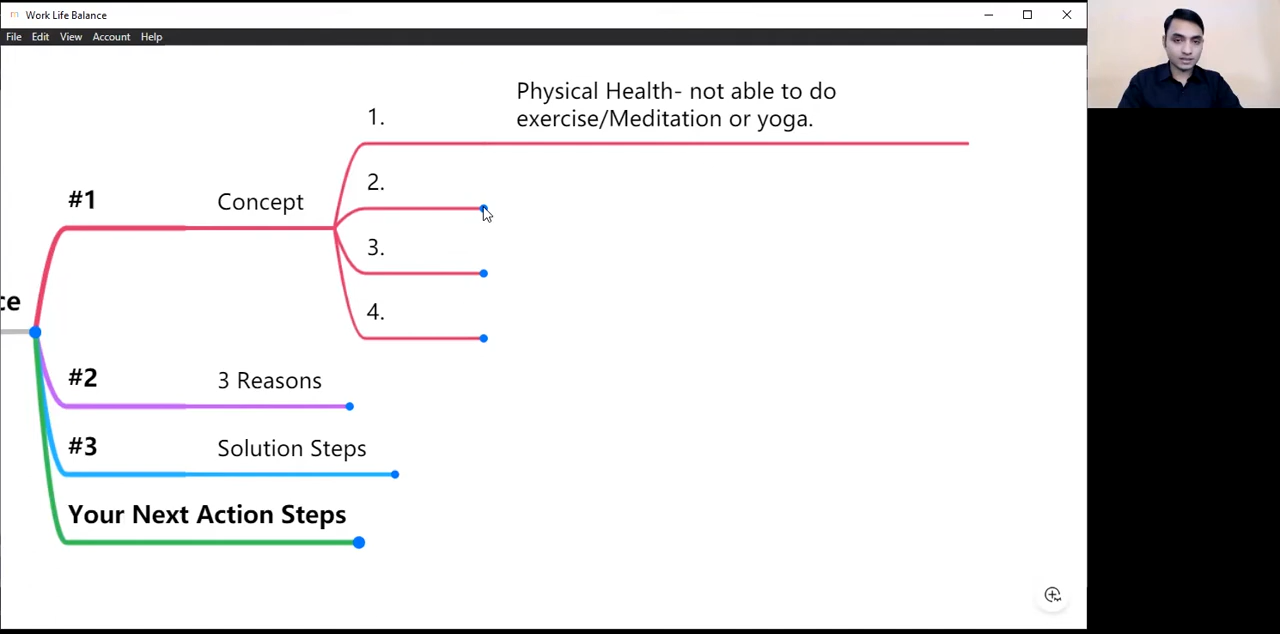 m Work Life Balance
File Edit View Account Help
Physical Health- not able to do
exercise/Meditation or yoga.
1.
2.
#1
Concept
3.
ce
4.
#2
3 Reasons
#3
Solution Steps
Your Next Action Steps